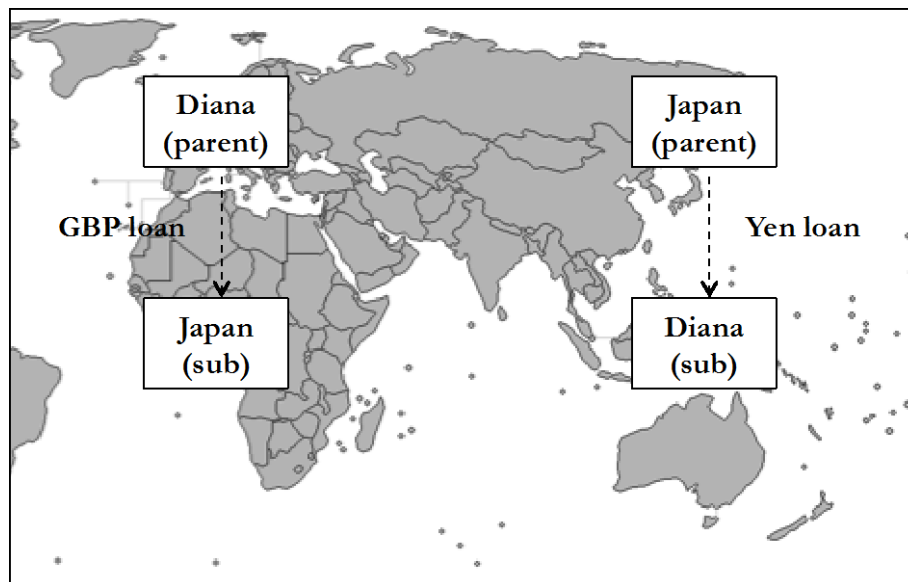 Diana
(parent)
Japan
(parent)
GBP loan
Yen loan
Japan
(sub)
Diana
(sub)